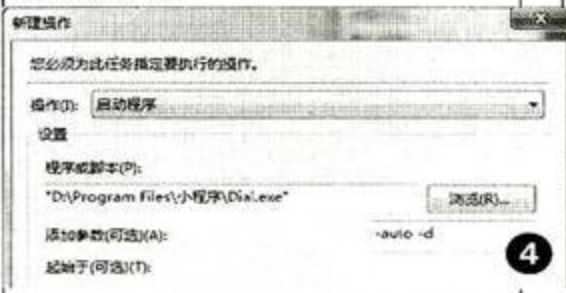 新建操作
您必须为此任务指定要执行的操作。
操作(I): 启动程序
设置
程序或脚本(P):
"D:\Program Files\小程序\Dial.exe" 浏览(R)...
添加参数(可选)(A): -auto -d
起始于(可选)(T):
4